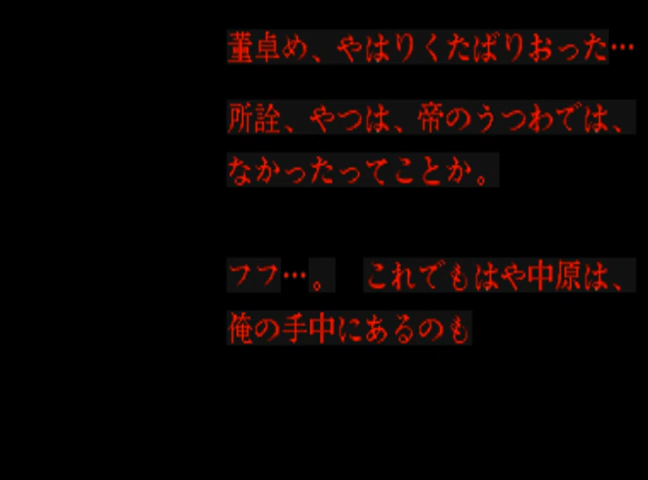 董卓め、やはりくたばりおった…
所詮、やつは、帝のうつわでは、
なかったってことか。
フフ…。　これでもはや中原は、
俺の手中にあるのも